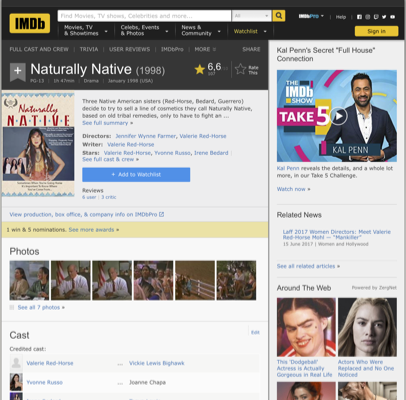 IMDb
Find Movies, TV shows, Celebrities and more...
All
IMDbPro
Help
Movies, TV
& Showtimes
Celebs, Events
& Photos
News &
Community
Watchlist
Sign in
FULL CAST AND CREW | TRIVIA | USER REVIEWS | IMDbPro | MORE
SHARE
Naturally Native (1998)
PG-13 | 1h 47min | Drama | January 1998 (USA)
6,6
Rate
This
Naturally
NATIVE
Three Native American sisters (Red-Horse, Bedard, Guerrero)
decide to try to sell a line of cosmetics they call Naturally Native,
based on old tribal remedies, only to have to fight an ...
See full summary »
Directors: Jennifer Wynne Farmer, Valerie Red-Horse
Writer: Valerie Red-Horse
Stars: Valerie Red-Horse, Yvonne Russo, Irene Bedard |
See full cast & crew »
+ Add to Watchlist
Reviews
6 user | 3 critic
View production, box office, & company info on IMDbPro
1 win & 5 nominations. See more awards »
Photos
See all 7 photos »
Cast
Edit
Credited cast:
Valerie Red-Horse ... Vickie Lewis Bighawk
Yvonne Russo ... Joanne Chapa
Kal Penn's Secret "Full House"
Connection
THE
IMDb
SHOW
TAKE 5
KAL PENN
Kal Penn reveals the details, and a whole lot
more, in our Take 5 Challenge.
Watch now »
Related News
Laff 2017 Women Directors: Meet Valerie
Red-Horse Mohl — "Mankiller"
15 June 2017 | Women and Hollywood
See all related articles »
Around The Web
Powered by ZergNet
This 'Dodgeball'
Actress is Actually
Gorgeous in Real Life
Actors Who Were
Replaced and No One
Noticed